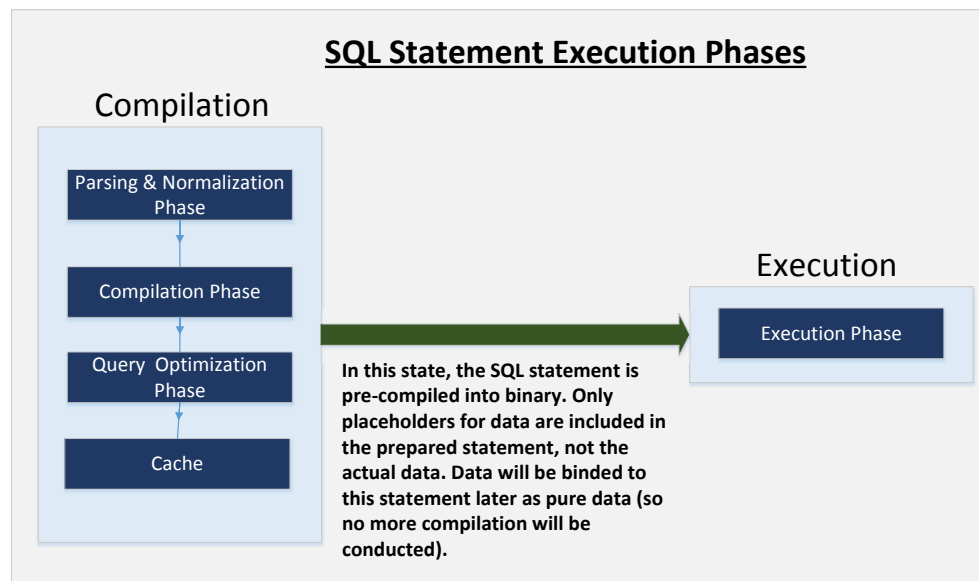 SQL Statement Execution Phases
Compilation
Parsing & Normalization
Phase
Compilation Phase
Query Optimization
Phase
Cache
In this state, the SQL statement is
pre-compiled into binary. Only
placeholders for data are included in
the prepared statement, not the
actual data. Data will be binded to
this statement later as pure data (so
no more compilation will be
conducted).
Execution
Execution Phase